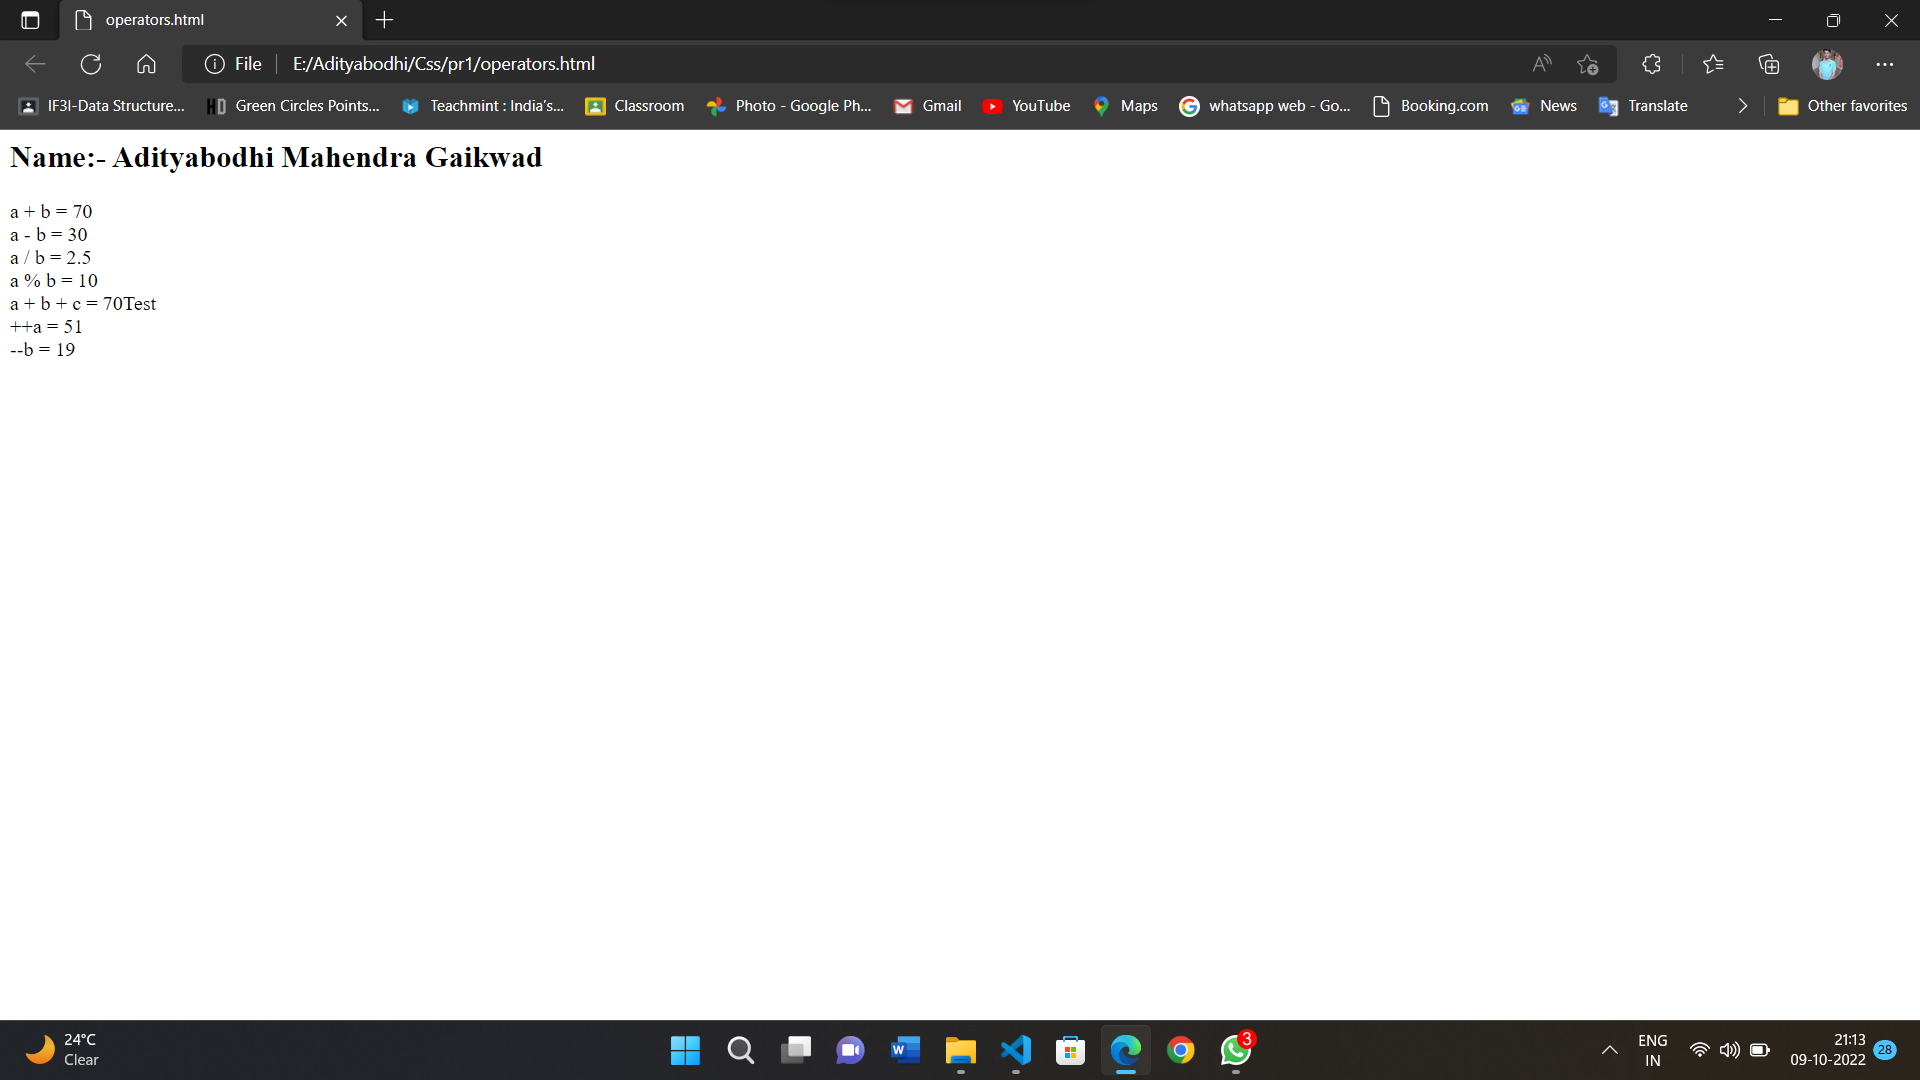 operators.html
File
E:/Adityabodhi/Css/pr1/operators.html
IF3I-Data Structure...
Green Circles Points...
Teachmint : India's...
Classroom
Photo - Google Ph...
Gmail
YouTube
Maps
whatsapp web - Go...
Booking.com
News
Translate
Other favorites
Name:- Adityabodhi Mahendra Gaikwad
a + b = 70
a - b = 30
a / b = 2.5
a % b = 10
a + b + c = 70Test
++a = 51
--b = 19
24°C
Clear
3
ENG
IN
21:13
09-10-2022
28